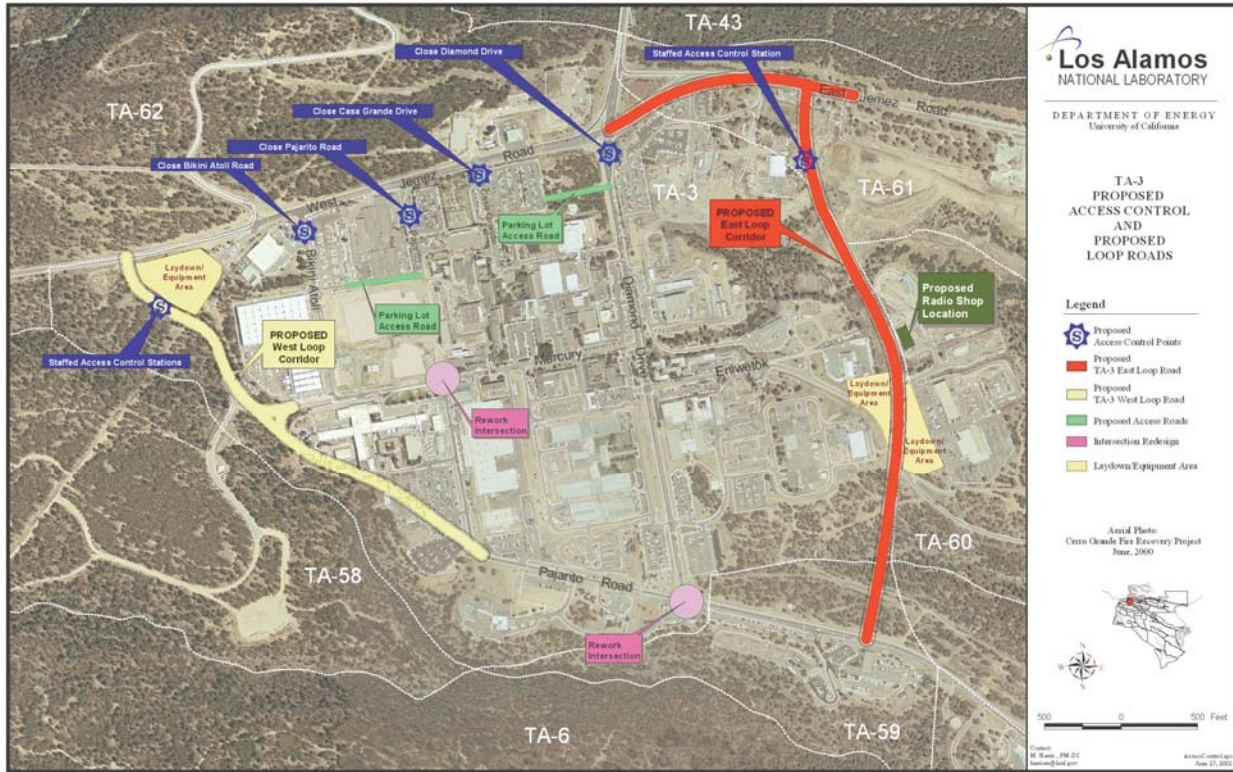 TA-43
Close Diamond Drive
Staffed Access Control Station
TA-62
Close Casa Grande Drive
Close Pajarito Road
Close Bikini Atoll Road
East Jemez Road
West Jemez Road
TA-3
TA-61
Parking Lot
Access Road
PROPOSED
East Loop
Corridor
Laydown/
Equipment
Area
Bikini Atoll
Proposed
Radio Shop
Location
Parking Lot
Access Road
PROPOSED
West Loop
Corridor
Staffed Access Control Stations
Diamond Drive
Mercury
Eniwetok
Laydown/
Equipment
Area
Rework
Intersection
Laydown/
Equipment
Area
TA-60
TA-58
Pajarito Road
Rework
Intersection
TA-6
TA-59
Los Alamos
NATIONAL LABORATORY
DEPARTMENT OF ENERGY
University of California
TA-3
PROPOSED
ACCESS CONTROL
AND
PROPOSED
LOOP ROADS
Legend
S
Proposed
Access Control Points
Proposed
TA-3 East Loop Road
Proposed
TA-3 West Loop Road
Proposed Access Roads
Intersection Redesign
Laydown/Equipment Area
Aerial Photo:
Cerro Grande Fire Recovery Project
June, 2000
N
W E
S
500 0 500 Feet
Contact: